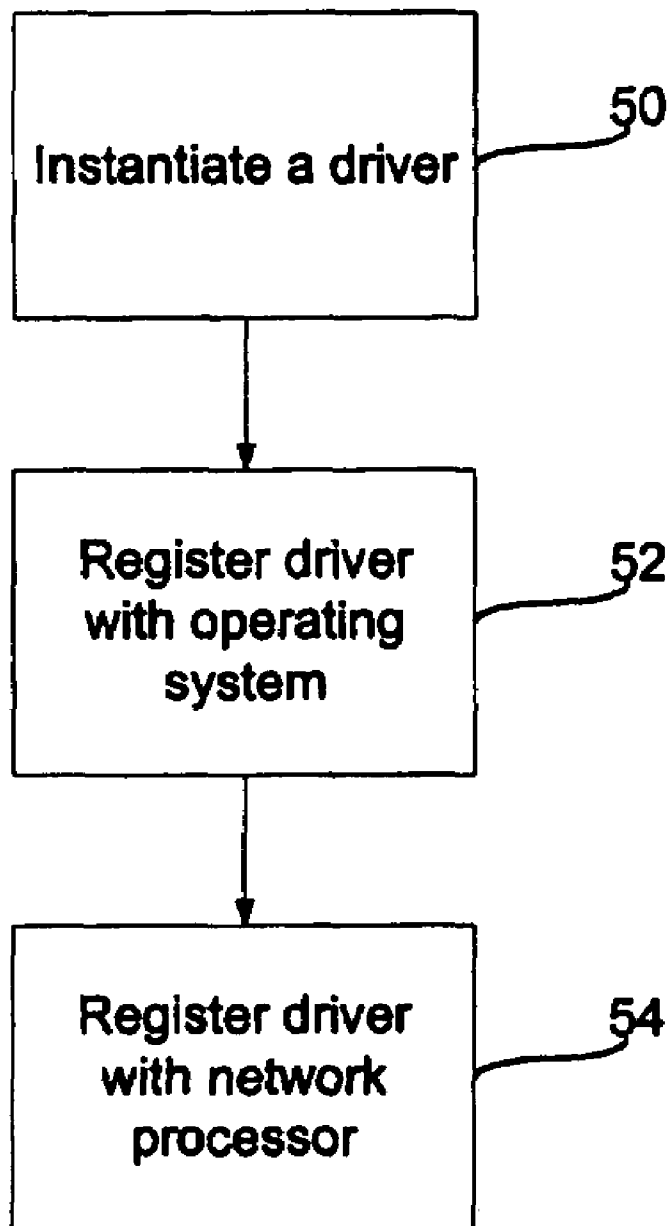 Instantiate a driver
50
Register driver
with operating
system
52
Register driver
with network
processor
54